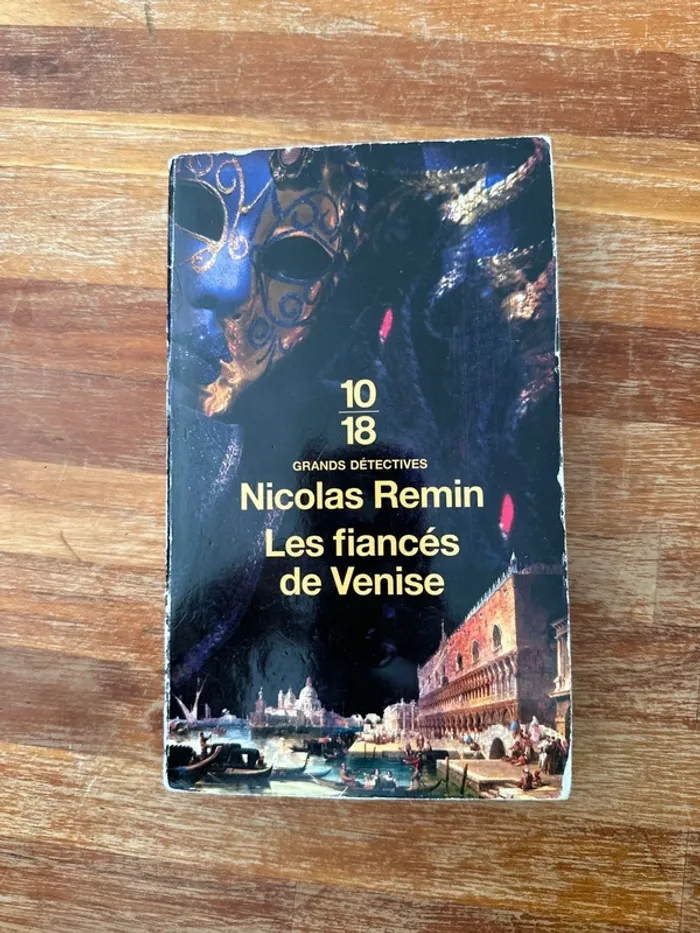 10
18
GRANDS DÉTECTIVES
Nicolas Remin
Les fiancés
de Venise